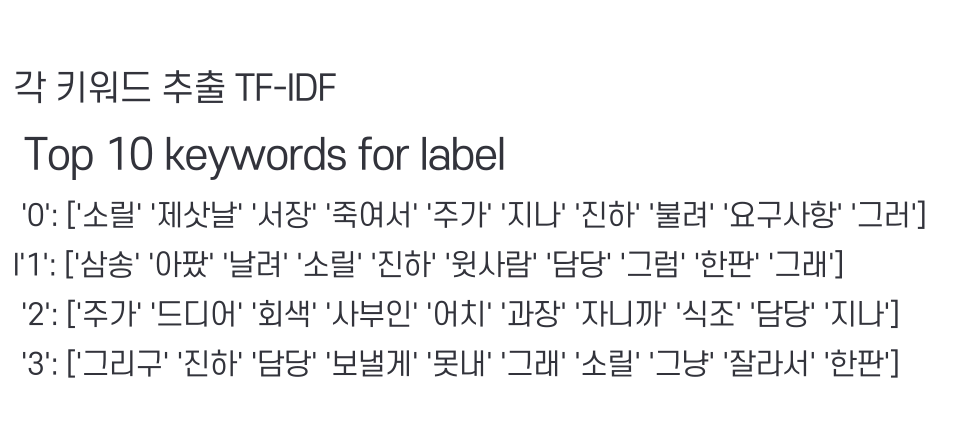 각 키워드 추출 TF-IDF
Top 10 keywords for label
'0': ['소릴' '제삿날' '서장' '죽여서' '주가' '지나' '진하' '불려' '요구사항' '그러']
l'1': ['삼송' '아팠' '날려' '소릴' '진하' '윗사람' '담당' '그럼' '한판' '그래']
'2': ['주가' '드디어' '회색' '사부인' '어치' '과장' '자니까' '식조' '담당' '지나']
'3': ['그리구' '진하' '담당' '보낼게' '못내' '그래' '소릴' '그냥' '잘라서' '한판']